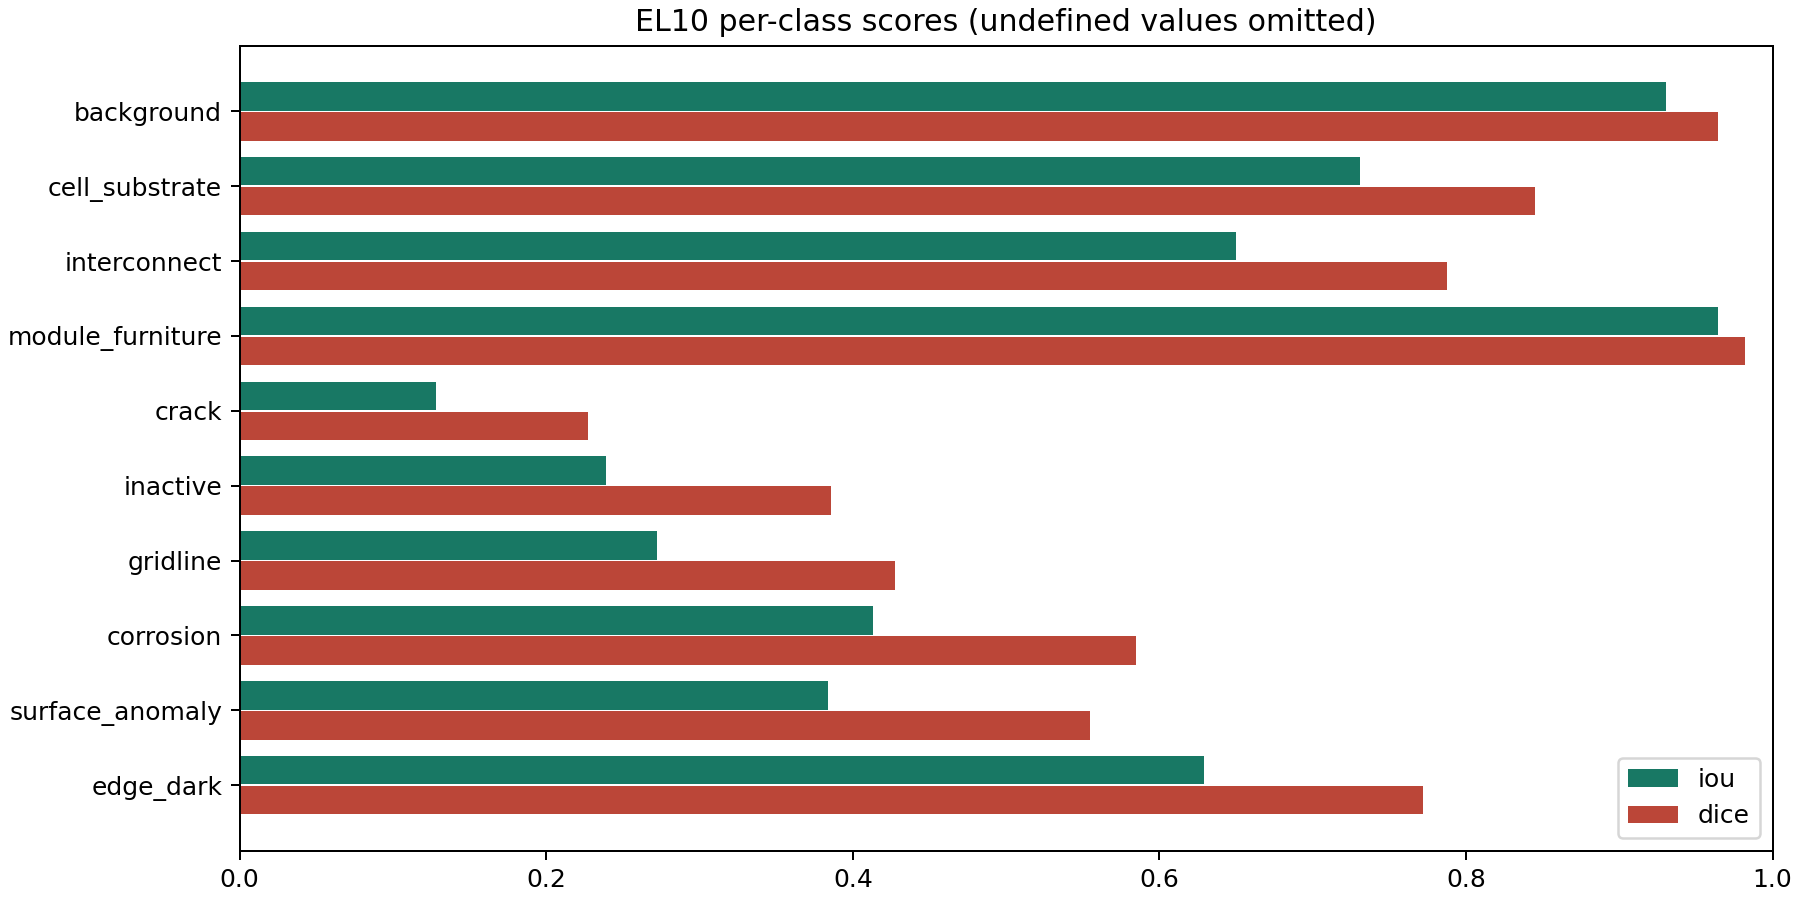 EL10 per-class scores (undefined values omitted)
background
cell_substrate
interconnect
module_furniture
crack
inactive
gridline
corrosion
surface_anomaly
edge_dark
iou
dice
0.0 0.2 0.4 0.6 0.8 1.0